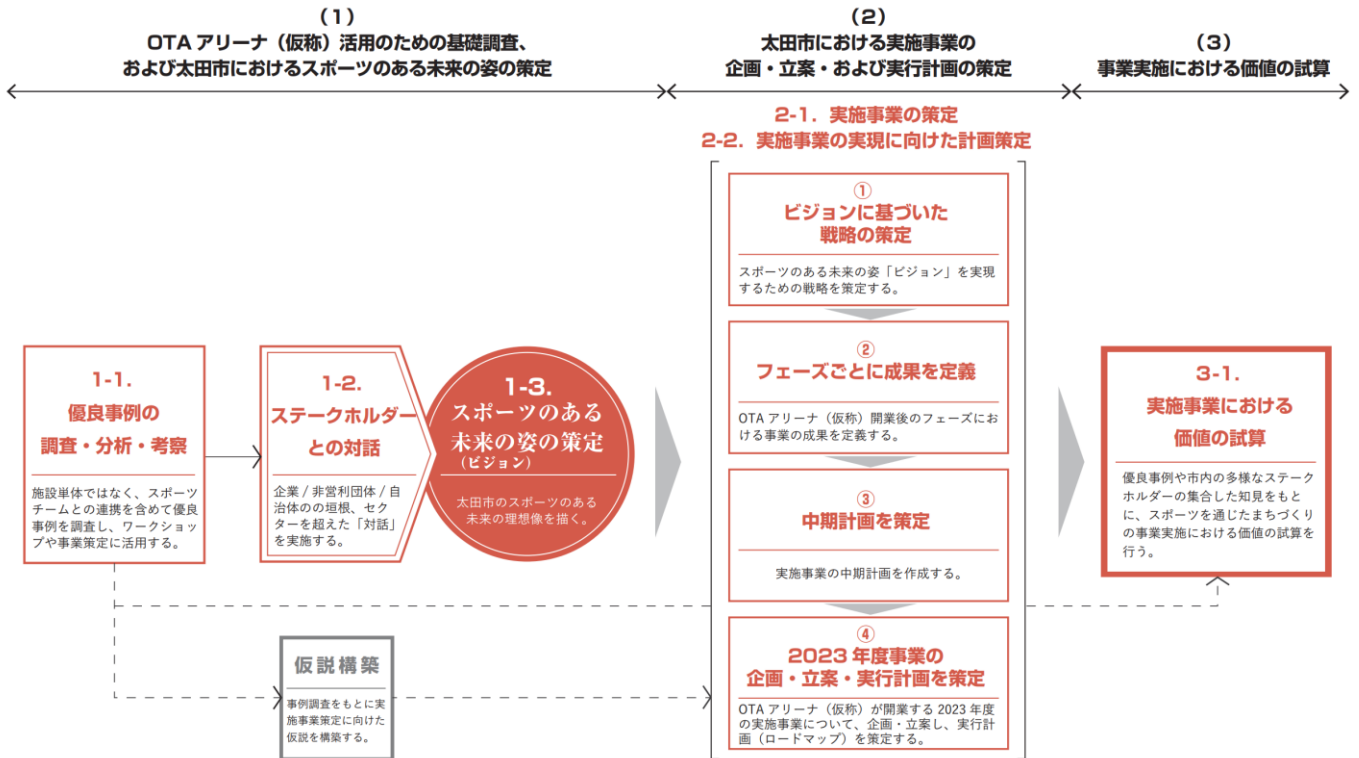 （1）
OTA アリーナ（仮称）活用のための基礎調査、
および太田市におけるスポーツのある未来の姿の策定
（2）
太田市における実施事業の
企画・立案・および実行計画の策定
（3）
事業実施における価値の試算
2-1. 実施事業の策定
2-2. 実施事業の実現に向けた計画策定
1-1.
優良事例の
調査・分析・考察
施設単体ではなく、スポーツ
チームとの連携を含めて優良
事例を調査し、ワークショッ
プや事業策定に活用する。
1-2.
ステークホルダー
との対話
企業 / 非営利団体 / 自
治体のの垣根、セク
ターを超えた「対話」
を実施する。
1-3.
スポーツのある
未来の姿の策定
（ビジョン）
太田市のスポーツのある
未来の理想像を描く。
仮説構築
事例調査をもとに実
施事業策定に向けた
仮説を構築する。
①
ビジョンに基づいた
戦略の策定
スポーツのある未来の姿「ビジョン」を実現
するための戦略を策定する。
②
フェーズごとに成果を定義
OTA アリーナ（仮称）開業後のフェーズにお
ける事業の成果を定義する。
③
中期計画を策定
実施事業の中期計画を作成する。
④
2023 年度事業の
企画・立案・実行計画を策定
OTA アリーナ（仮称）が開業する 2023 年度
の実施事業について、企画・立案し、実行計
画（ロードマップ）を策定する。
3-1.
実施事業における
価値の試算
優良事例や市内の多様なステーク
ホルダーの集合した知見をもと
に、スポーツを通じたまちづくり
の事業実施における価値の試算を
行う。